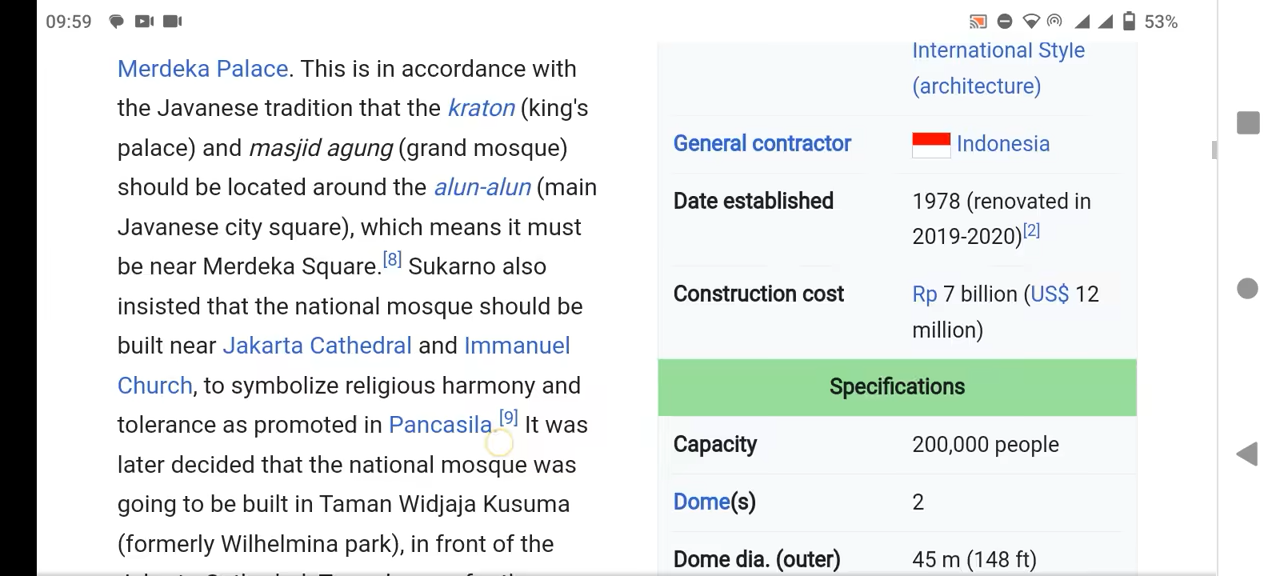 09:59
53%
Merdeka Palace. This is in accordance with
the Javanese tradition that the kraton (king's
palace) and masjid agung (grand mosque)
should be located around the alun-alun (main
Javanese city square), which means it must
be near Merdeka Square.[8] Sukarno also
insisted that the national mosque should be
built near Jakarta Cathedral and Immanuel
Church, to symbolize religious harmony and
tolerance as promoted in Pancasila.[9] It was
later decided that the national mosque was
going to be built in Taman Widjaja Kusuma
(formerly Wilhelmina park), in front of the
International Style
(architecture)
General contractor Indonesia
Date established 1978 (renovated in
2019-2020)[2]
Construction cost Rp 7 billion (US$ 12
million)
Specifications
Capacity 200,000 people
Dome(s) 2
Dome dia. (outer) 45 m (148 ft)